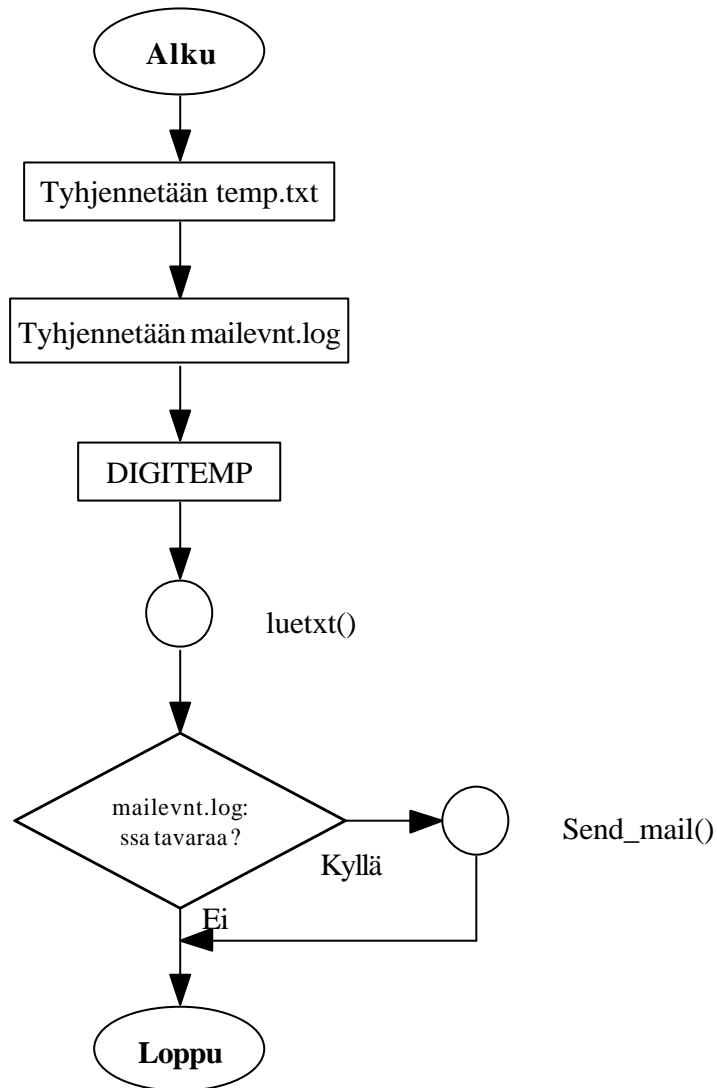 Alku
Tyhjennetään temp.txt
Tyhjennetään mailevnt.log
DIGITEMP
luetxt()
mailevnt.log:
ssa tavaraa ?
Kyllä
Send_mail()
Ei
Loppu